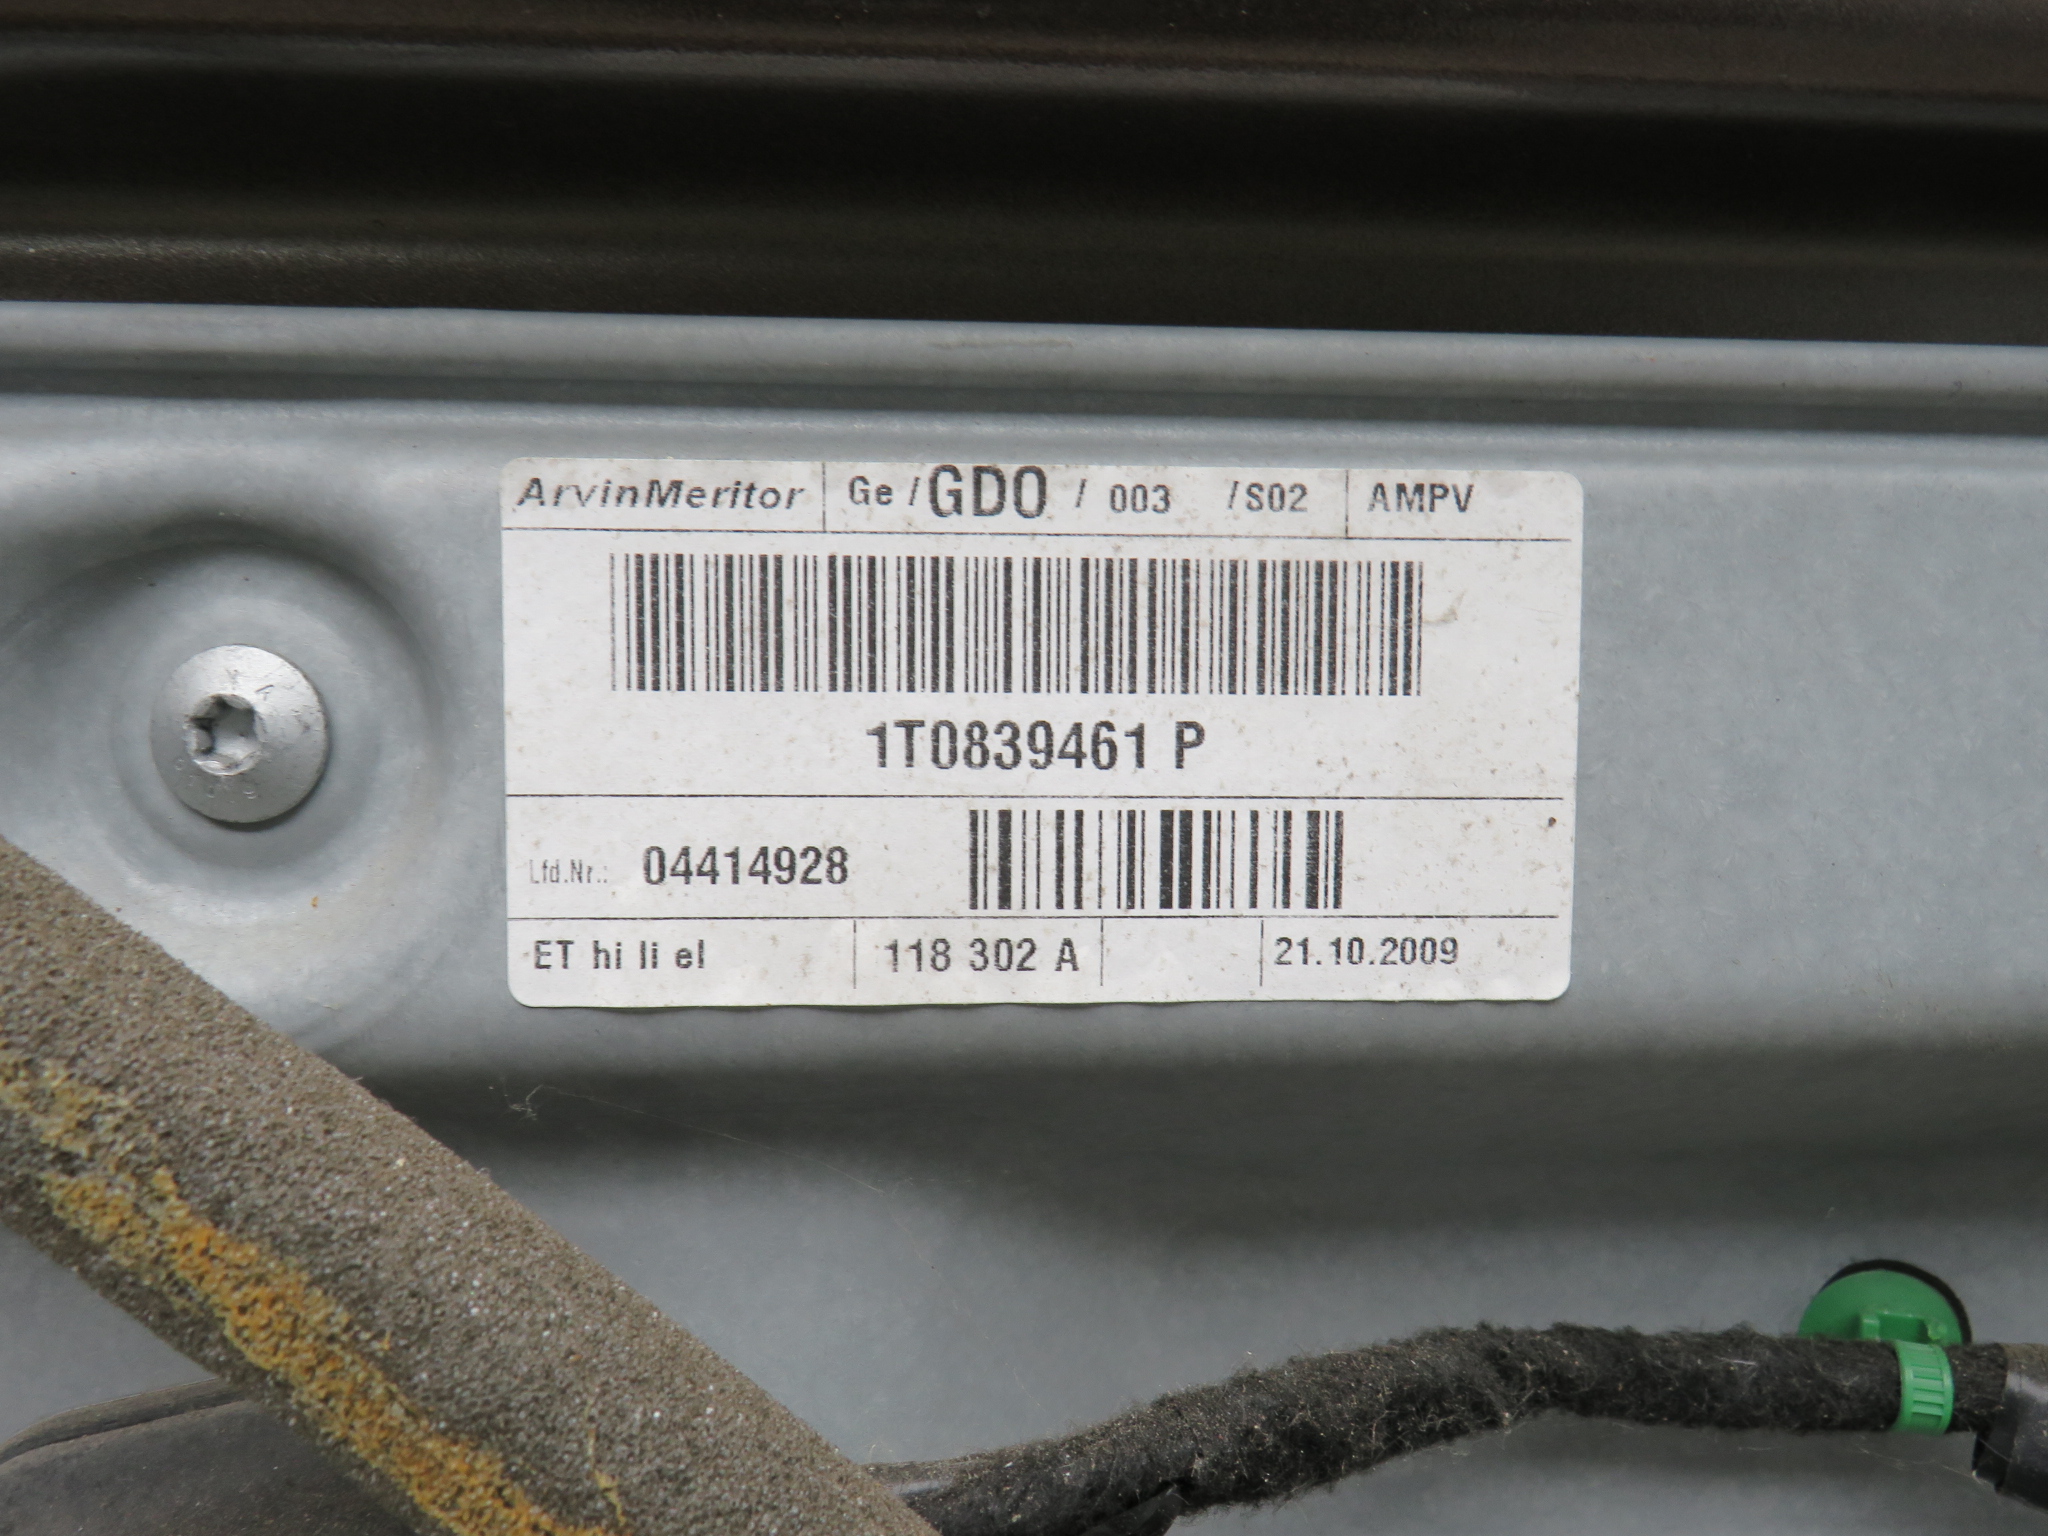 ArvinMeritor Ge / GDO / 003 /S02 AMPV
1T0839461 P
Lfd.Nr.: 04414928
ET hi li el 118 302 A 21.10.2009